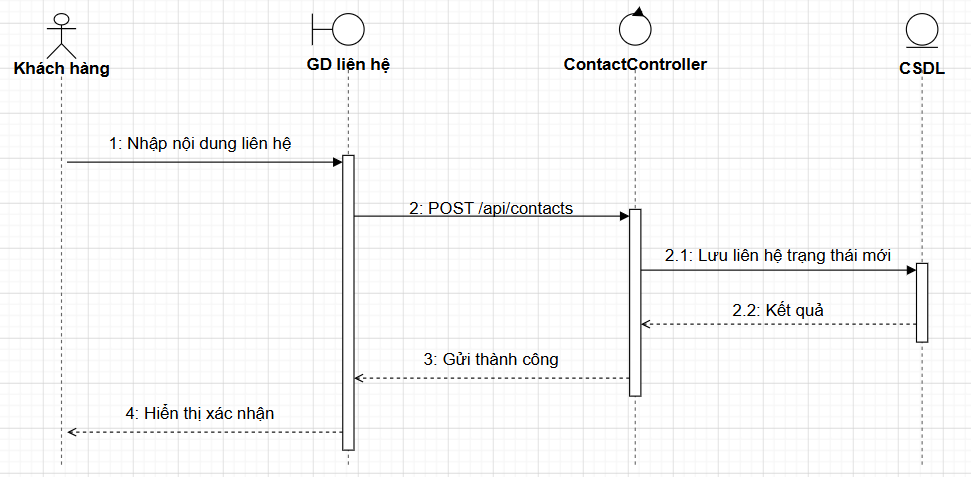 Khách hàng
GD liên hệ
ContactController
CSDL
1: Nhập nội dung liên hệ
2: POST /api/contacts
2.1: Lưu liên hệ trạng thái mới
2.2: Kết quả
3: Gửi thành công
4: Hiển thị xác nhận